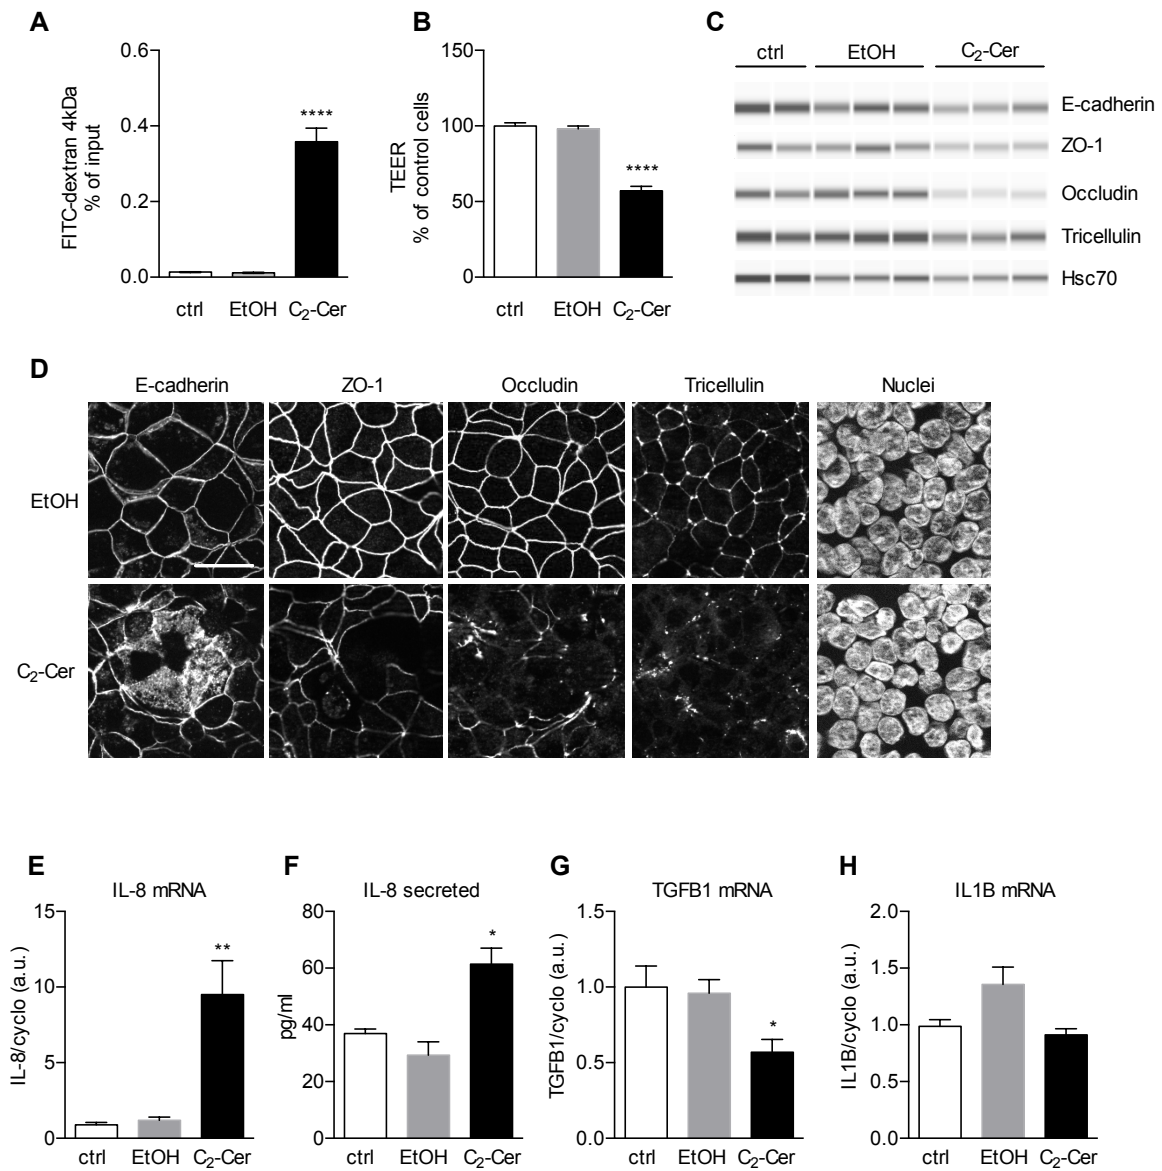 A
FITC-dextran 4kDa
% of input
0.6
0.4
0.2
0.0
****
ctrl EtOH C₂-Cer
B
TEER
% of control cells
150
100
50
0
****
ctrl EtOH C₂-Cer
C
ctrl EtOH C₂-Cer
E-cadherin
ZO-1
Occludin
Tricellulin
Hsc70
D
E-cadherin ZO-1 Occludin Tricellulin Nuclei
EtOH
C₂-Cer
E
IL-8 mRNA
IL-8/cyclo (a.u.)
15
10
5
0
**
ctrl EtOH C₂-Cer
F
IL-8 secreted
pg/ml
80
60
40
20
0
*
ctrl EtOH C₂-Cer
G
TGFB1 mRNA
TGFB1/cyclo (a.u.)
1.5
1.0
0.5
0.0
*
ctrl EtOH C₂-Cer
H
IL1B mRNA
IL1B/cyclo (a.u.)
2.0
1.5
1.0
0.5
0.0
ctrl EtOH C₂-Cer